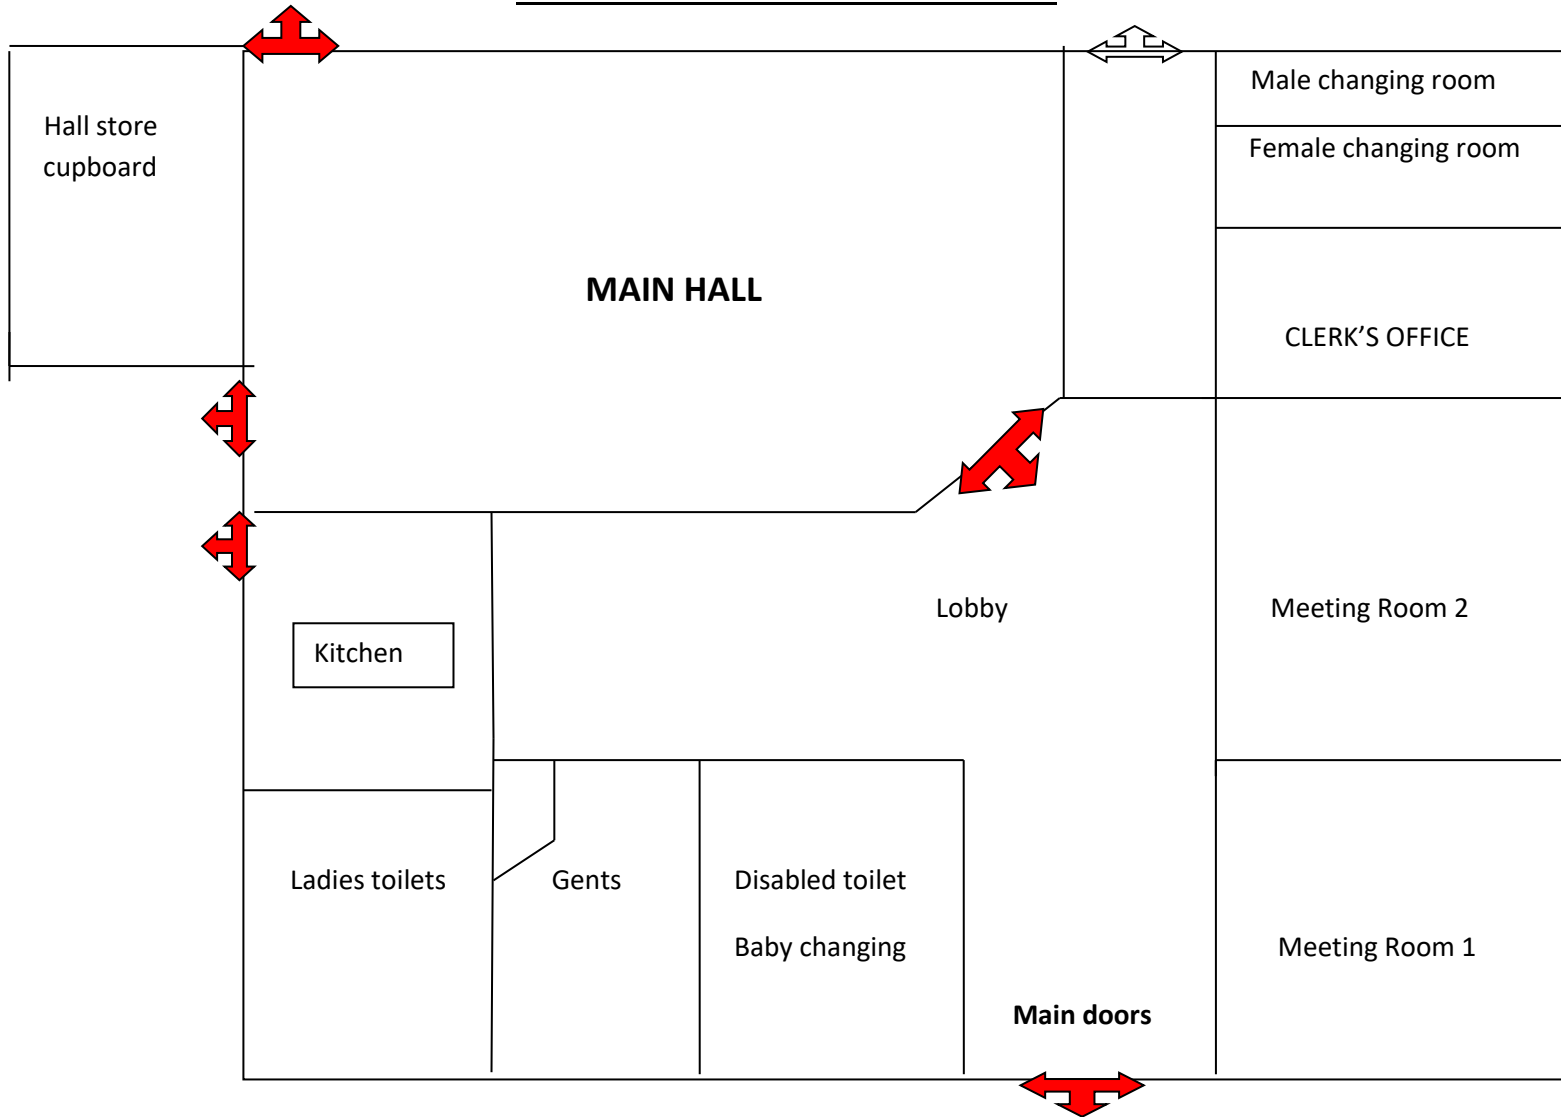 Male changing room
Hall store
cupboard
Female changing room
MAIN HALL
CLERK’S OFFICE
Lobby
Meeting Room 2
Kitchen
Ladies toilets
Gents
Disabled toilet
Baby changing
Meeting Room 1
Main doors